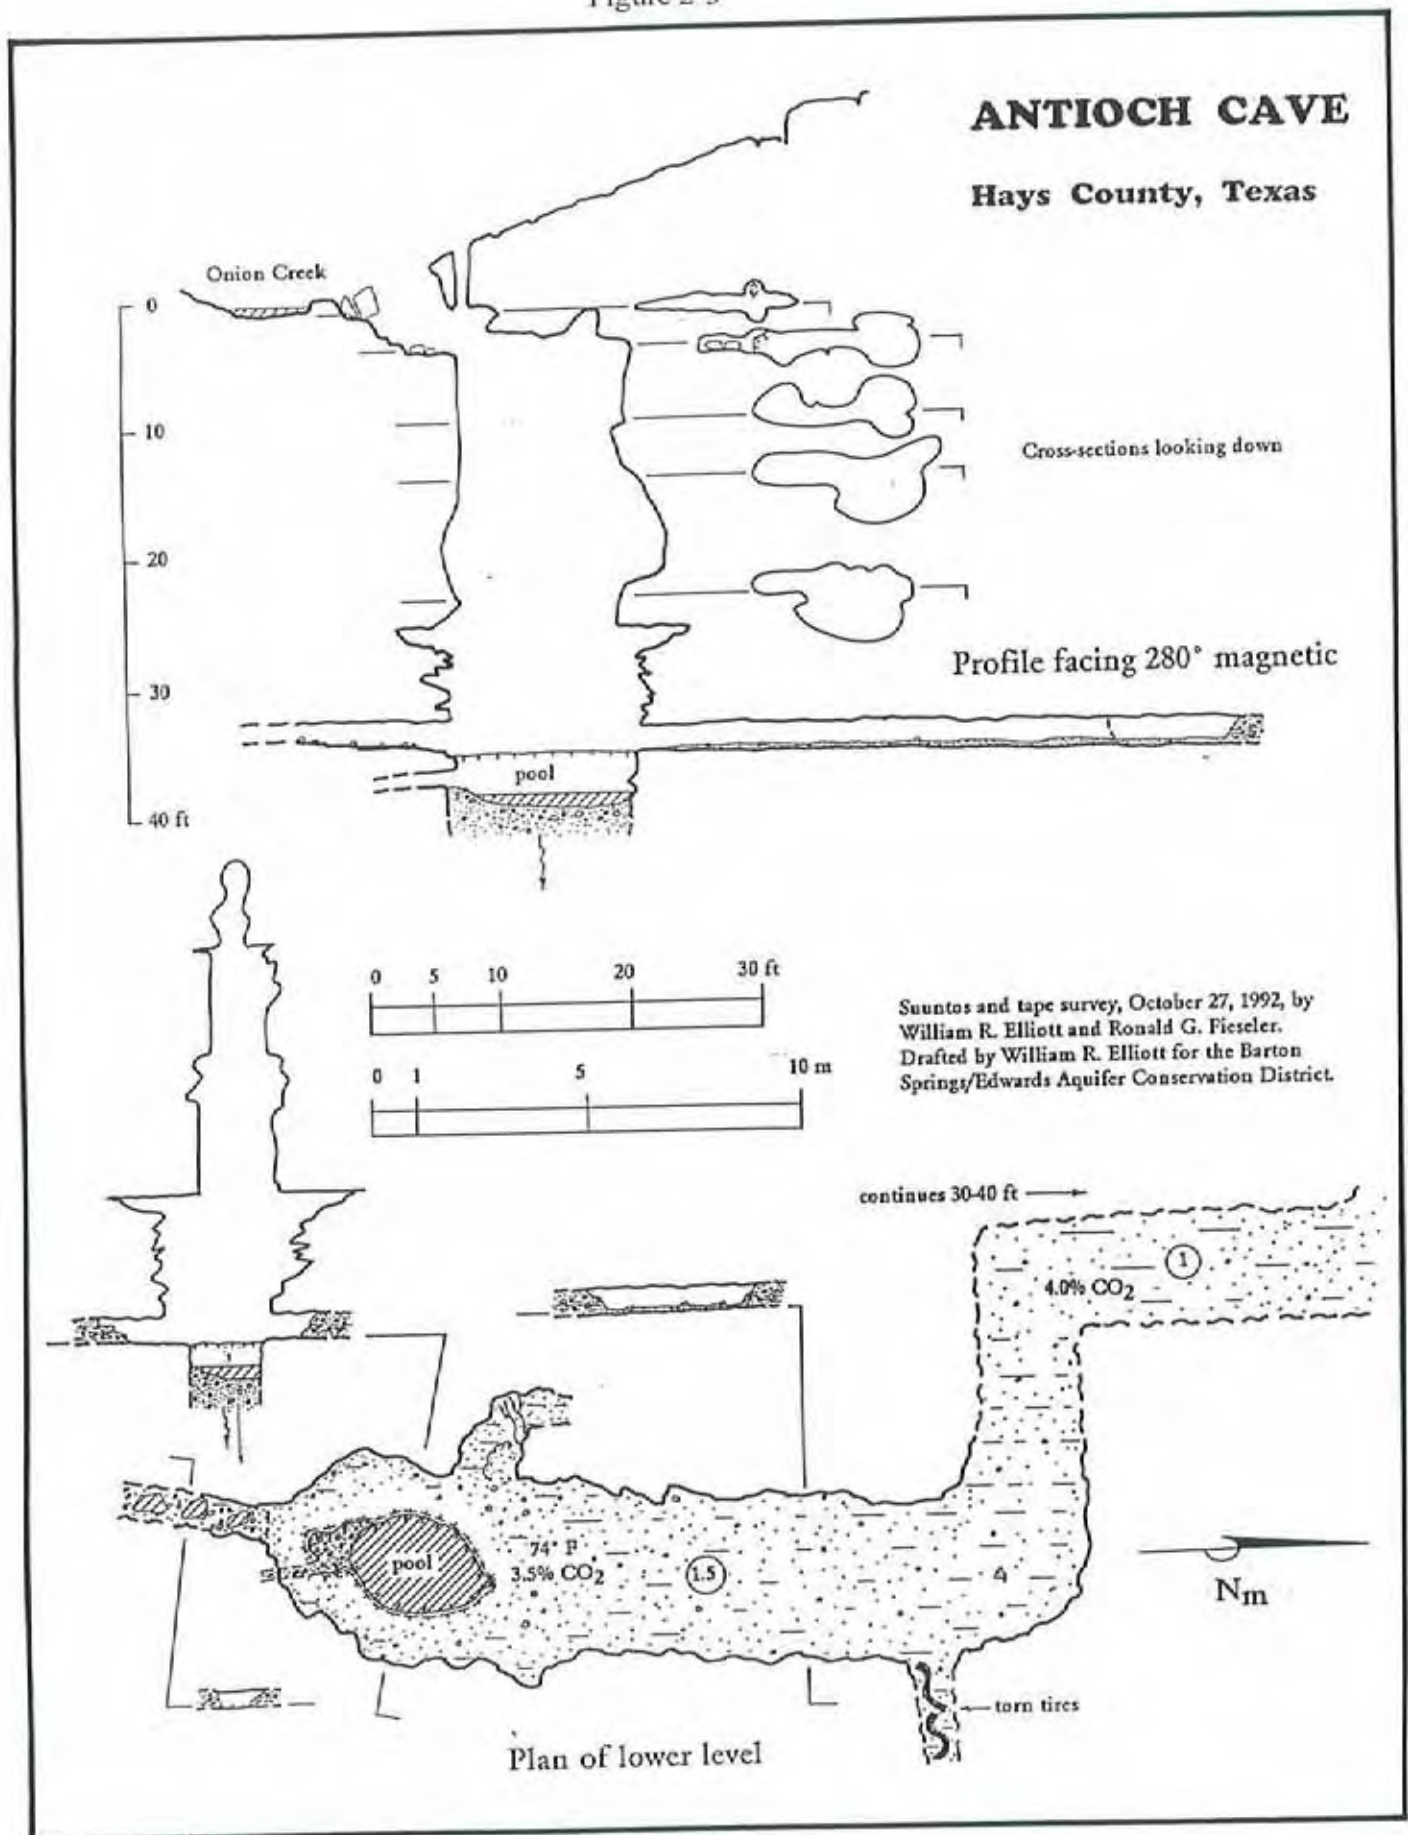 Figure 2-3
ANTIOCH CAVE
Hays County, Texas
Onion Creek
0
10
20
30
40 ft
Cross-sections looking down
Profile facing 280° magnetic
pool
0 5 10 20 30 ft
0 1 5 10 m
Suuntos and tape survey, October 27, 1992, by
William R. Elliott and Ronald G. Fieseler.
Drafted by William R. Elliott for the Barton
Springs/Edwards Aquifer Conservation District.
continues 30-40 ft
1
4.0% CO2
pool
74° F
3.5% CO2
1.5
4
Nm
torn tires
Plan of lower level